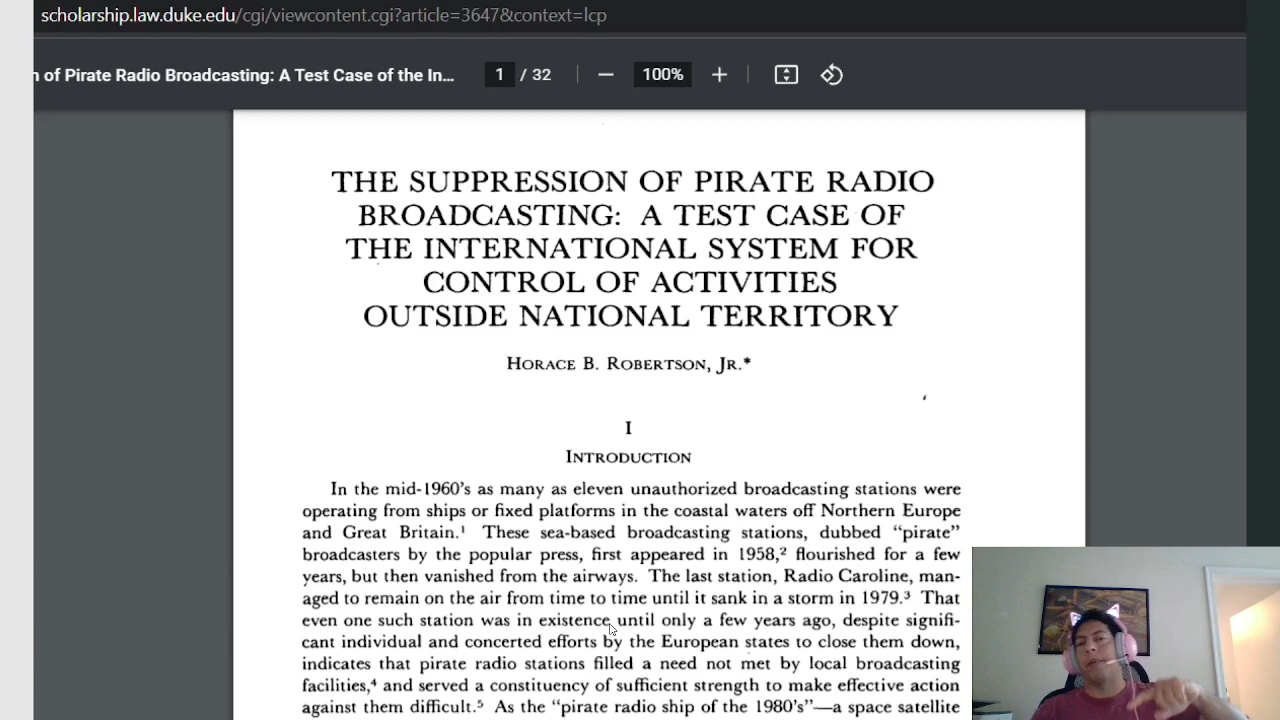 scholarship.law.duke.edu/cgi/viewcontent.cgi?article=3647&context=lcp
n of Pirate Radio Broadcasting: A Test Case of the In... 1 / 32 — 100% +
THE SUPPRESSION OF PIRATE RADIO
BROADCASTING: A TEST CASE OF
THE INTERNATIONAL SYSTEM FOR
CONTROL OF ACTIVITIES
OUTSIDE NATIONAL TERRITORY
HORACE B. ROBERTSON, JR.*
I
INTRODUCTION
In the mid-1960's as many as eleven unauthorized broadcasting stations were
operating from ships or fixed platforms in the coastal waters off Northern Europe
and Great Britain.¹ These sea-based broadcasting stations, dubbed “pirate”
broadcasters by the popular press, first appeared in 1958,² flourished for a few
years, but then vanished from the airways. The last station, Radio Caroline, man-
aged to remain on the air from time to time until it sank in a storm in 1979.³ That
even one such station was in existence until only a few years ago, despite signifi-
cant individual and concerted efforts by the European states to close them down,
indicates that pirate radio stations filled a need not met by local broadcasting
facilities,⁴ and served a constituency of sufficient strength to make effective action
against them difficult.⁵ As the “pirate radio ship of the 1980's”—a space satellite